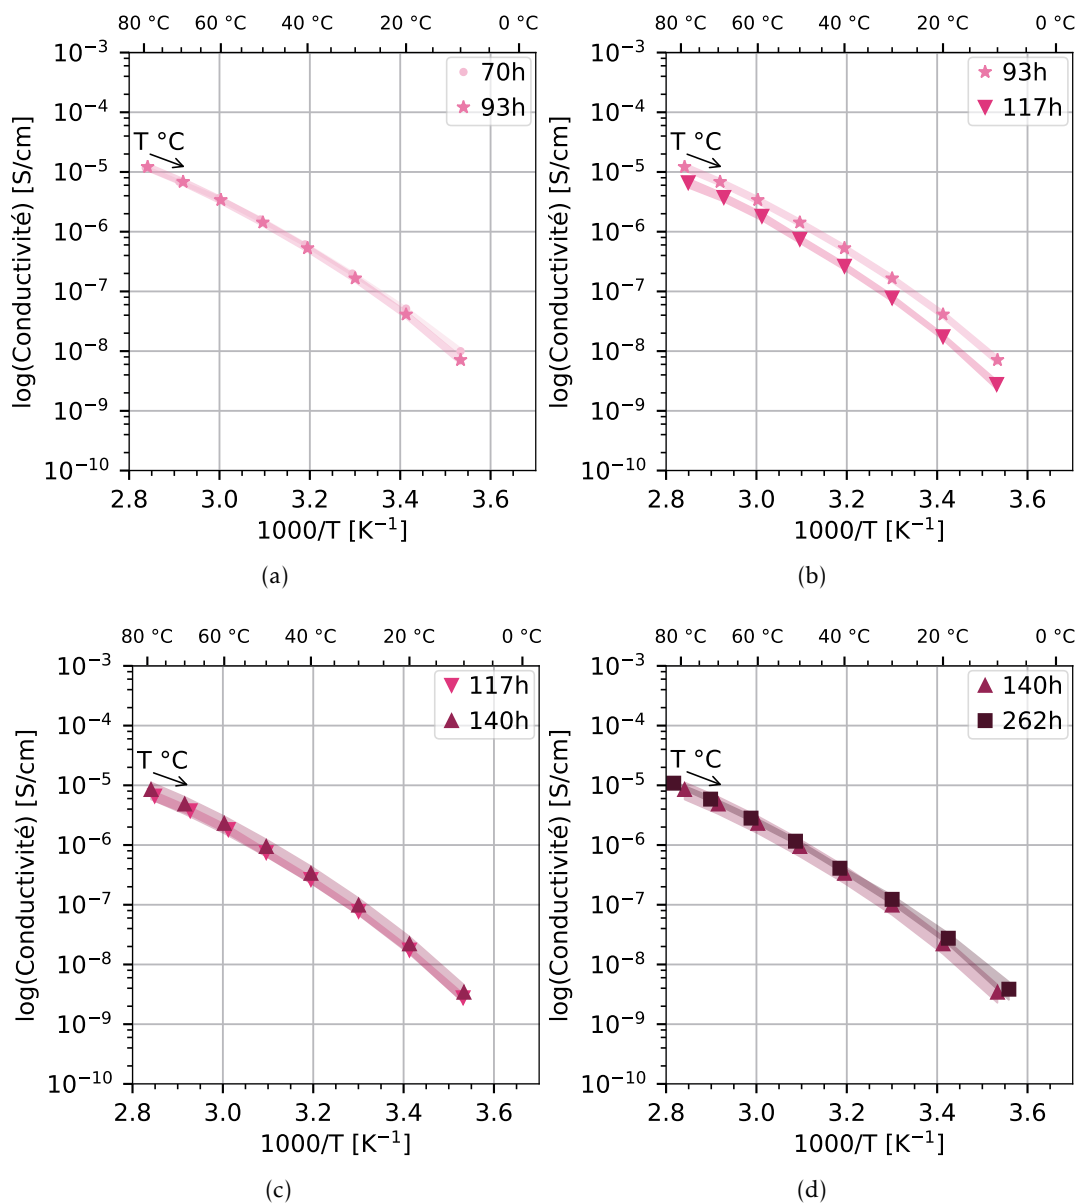 80 °C 60 °C 40 °C 20 °C 0 °C
10⁻³
10⁻⁴
10⁻⁵
10⁻⁶
10⁻⁷
10⁻⁸
10⁻⁹
10⁻¹⁰
log(Conductivité) [S/cm]
70h
93h
T °C
2.8 3.0 3.2 3.4 3.6
1000/T [K⁻¹]
(a)
80 °C 60 °C 40 °C 20 °C 0 °C
10⁻³
10⁻⁴
10⁻⁵
10⁻⁶
10⁻⁷
10⁻⁸
10⁻⁹
10⁻¹⁰
log(Conductivité) [S/cm]
93h
117h
T °C
2.8 3.0 3.2 3.4 3.6
1000/T [K⁻¹]
(b)
80 °C 60 °C 40 °C 20 °C 0 °C
10⁻³
10⁻⁴
10⁻⁵
10⁻⁶
10⁻⁷
10⁻⁸
10⁻⁹
10⁻¹⁰
log(Conductivité) [S/cm]
117h
140h
T °C
2.8 3.0 3.2 3.4 3.6
1000/T [K⁻¹]
(c)
80 °C 60 °C 40 °C 20 °C 0 °C
10⁻³
10⁻⁴
10⁻⁵
10⁻⁶
10⁻⁷
10⁻⁸
10⁻⁹
10⁻¹⁰
log(Conductivité) [S/cm]
140h
262h
T °C
2.8 3.0 3.2 3.4 3.6
1000/T [K⁻¹]
(d)